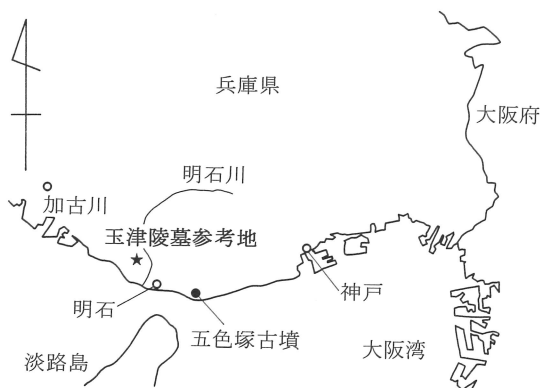 兵庫県
大阪府
明石川
加古川
玉津陵墓参考地
明石
神戸
五色塚古墳
淡路島
大阪湾